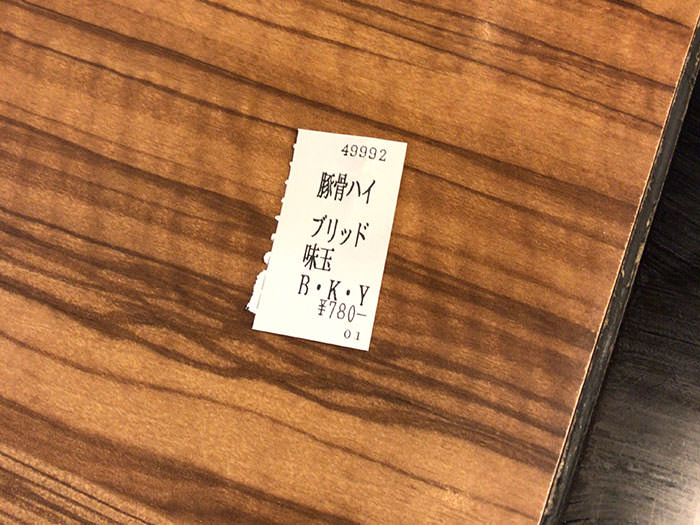 49992
豚骨ハイ
ブリッド
味玉
R・K・Y
¥780-
01